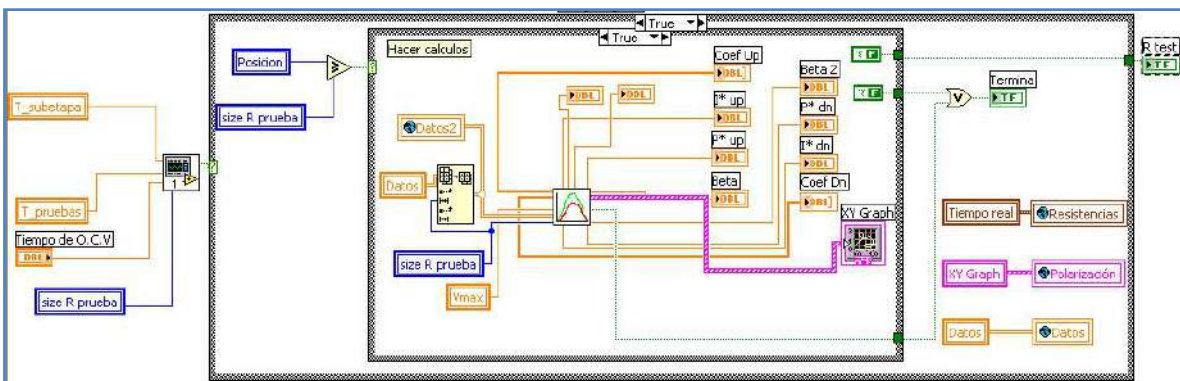 True
True
Hacer calculos
R test
TF
Posicion
Coef Up
DBL
Beta 2
DBL
Termina
TF
T_subetapa
size R prueba
DBL
DBL
I* up
DBL
P* dn
DBL
Datos2
P* up
DBL
I* dn
DBL
1
Datos
Beta
DBL
Coef Dn
DBL
T_pruebas
XY Graph
Tiempo real
Resistencias
Tiempo de O.C.V
DBL
size R prueba
XY Graph
Polarización
size R prueba
Vmax
Datos
Datos